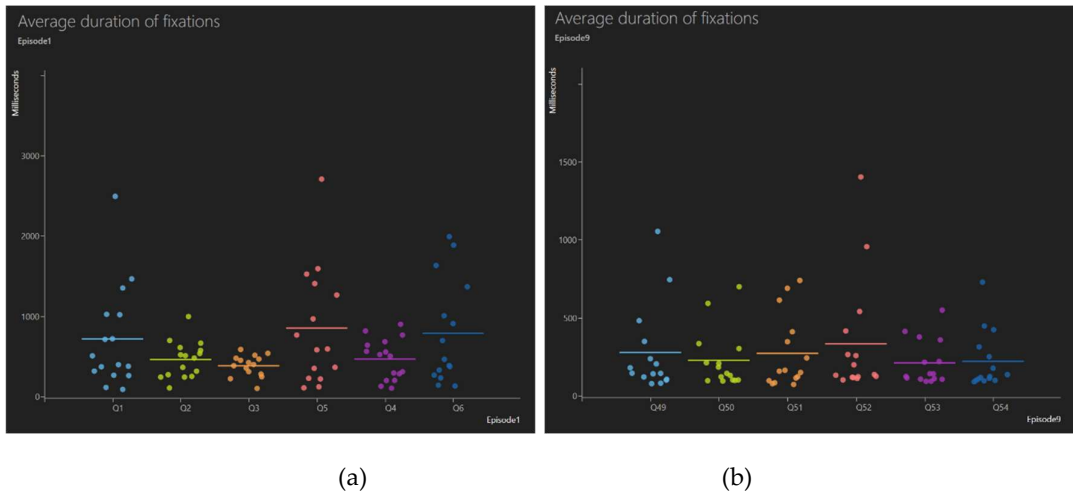 Average duration of fixations
Episode1
Milliseconds
3000
2000
1000
0
Q1 Q2 Q3 Q5 Q4 Q6
Episode1
Average duration of fixations
Episode9
Milliseconds
1500
1000
500
0
Q49 Q50 Q51 Q52 Q53 Q54
Episode9
(a) (b)